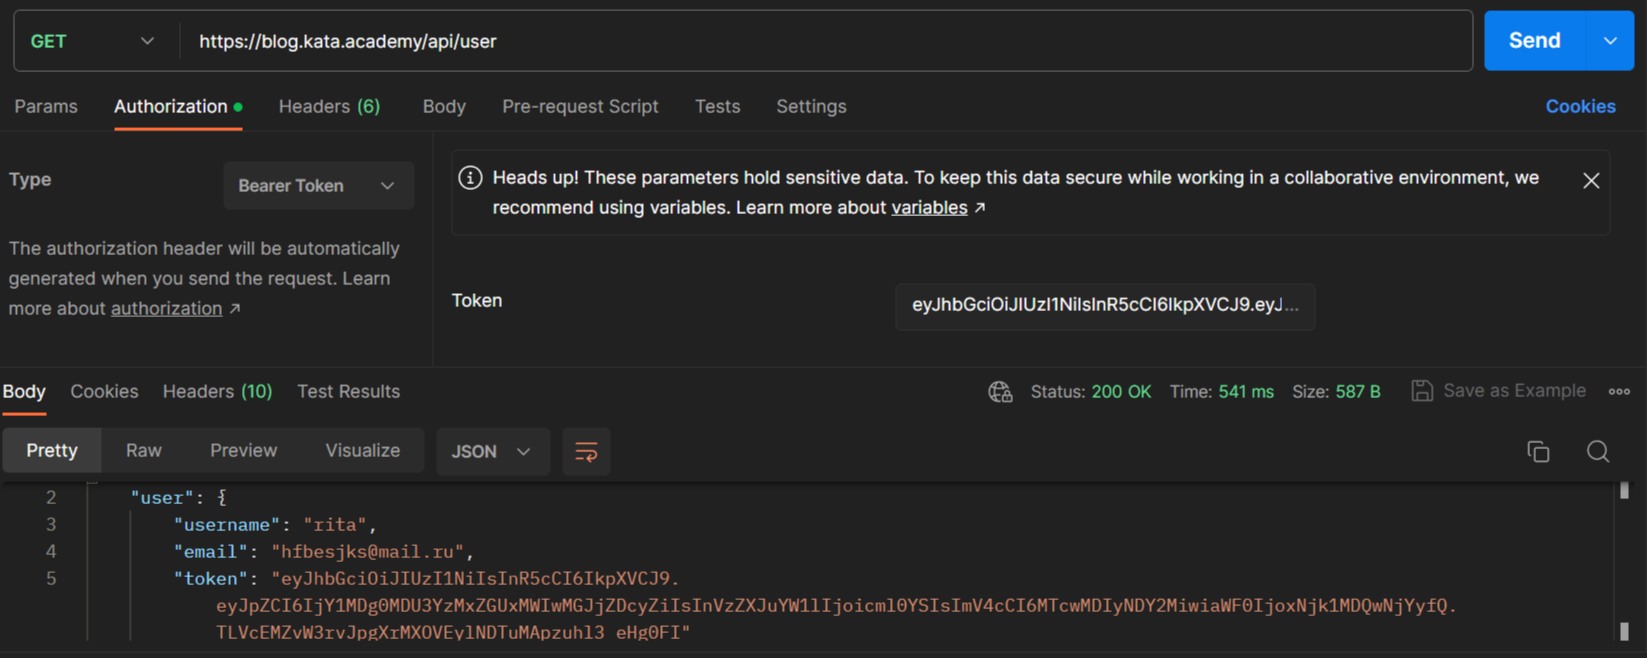 GET https://blog.kata.academy/api/user Send
Params Authorization Headers (6) Body Pre-request Script Tests Settings Cookies
Type Bearer Token
Heads up! These parameters hold sensitive data. To keep this data secure while working in a collaborative environment, we
recommend using variables. Learn more about variables ↗
The authorization header will be automatically
generated when you send the request. Learn
more about authorization ↗
Token eyJhbGciOiJIUzI1NiIsInR5cCI6IkpXVCJ9.eyJ...
Body Cookies Headers (10) Test Results Status: 200 OK Time: 541 ms Size: 587 B Save as Example
Pretty Raw Preview Visualize JSON
2 "user": {
3 "username": "rita",
4 "email": "hfbesjks@mail.ru",
5 "token": "eyJhbGciOiJIUzI1NiIsInR5cCI6IkpXVCJ9.
eyJpZCI6IjY1MDg0MDU3YzMxZGUxMWIwMGJjZDcyZiIsInVzZXJuYW1lIjoicml0YSIsImV4cCI6MTcwMDIyNDY2MiwiaWF0IjoxNjk1MDQwNjYyfQ.
TLVcEMZvW3rvJpgXrMXOVEylNDTuMApzuhl3_eHg0FI"